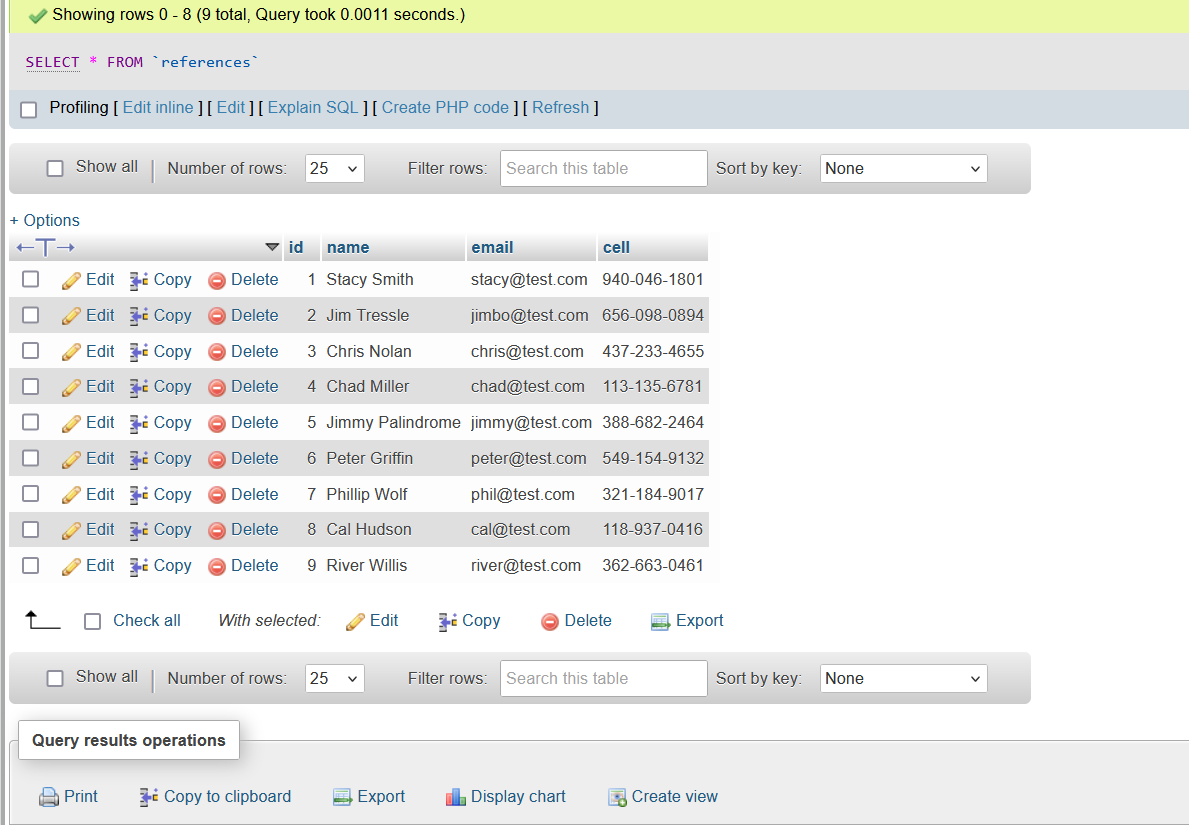 Showing rows 0 - 8 (9 total, Query took 0.0011 seconds.)
SELECT * FROM `references`
Profiling [ Edit inline ] [ Edit ] [ Explain SQL ] [ Create PHP code ] [ Refresh ]
Show all | Number of rows: 25 Filter rows: Search this table Sort by key: None
+ Options
←T→ id name email cell
Edit Copy Delete 1 Stacy Smith stacy@test.com 940-046-1801
Edit Copy Delete 2 Jim Tressle jimbo@test.com 656-098-0894
Edit Copy Delete 3 Chris Nolan chris@test.com 437-233-4655
Edit Copy Delete 4 Chad Miller chad@test.com 113-135-6781
Edit Copy Delete 5 Jimmy Palindrome jimmy@test.com 388-682-2464
Edit Copy Delete 6 Peter Griffin peter@test.com 549-154-9132
Edit Copy Delete 7 Phillip Wolf phil@test.com 321-184-9017
Edit Copy Delete 8 Cal Hudson cal@test.com 118-937-0416
Edit Copy Delete 9 River Willis river@test.com 362-663-0461
Check all With selected: Edit Copy Delete Export
Show all | Number of rows: 25 Filter rows: Search this table Sort by key: None
Query results operations
Print Copy to clipboard Export Display chart Create view